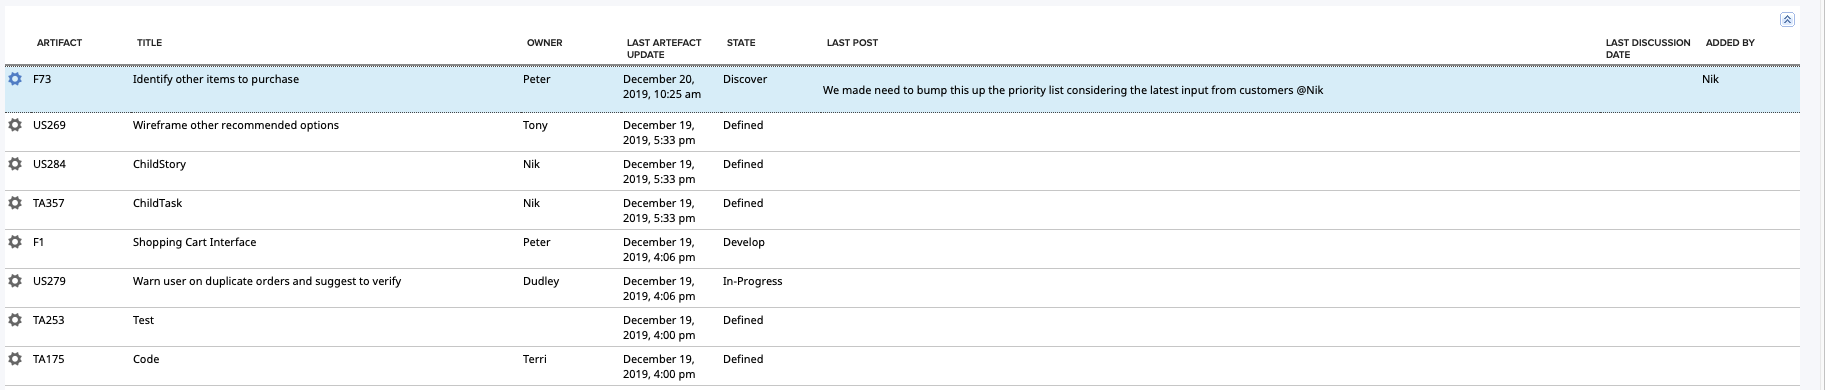 ARTIFACT TITLE OWNER LAST ARTEFACT UPDATE STATE LAST POST LAST DISCUSSION DATE ADDED BY
F73 Identify other items to purchase Peter December 20, Discover Nik
2019, 10:25 am We made need to bump this up the priority list considering the latest input from customers @Nik
US269 Wireframe other recommended options Tony December 19, Defined
2019, 5:33 pm
US284 ChildStory Nik December 19, Defined
2019, 5:33 pm
TA357 ChildTask Nik December 19, Defined
2019, 5:33 pm
F1 Shopping Cart Interface Peter December 19, Develop
2019, 4:06 pm
US279 Warn user on duplicate orders and suggest to verify Dudley December 19, In-Progress
2019, 4:06 pm
TA253 Test December 19, Defined
2019, 4:00 pm
TA175 Code Terri December 19, Defined
2019, 4:00 pm